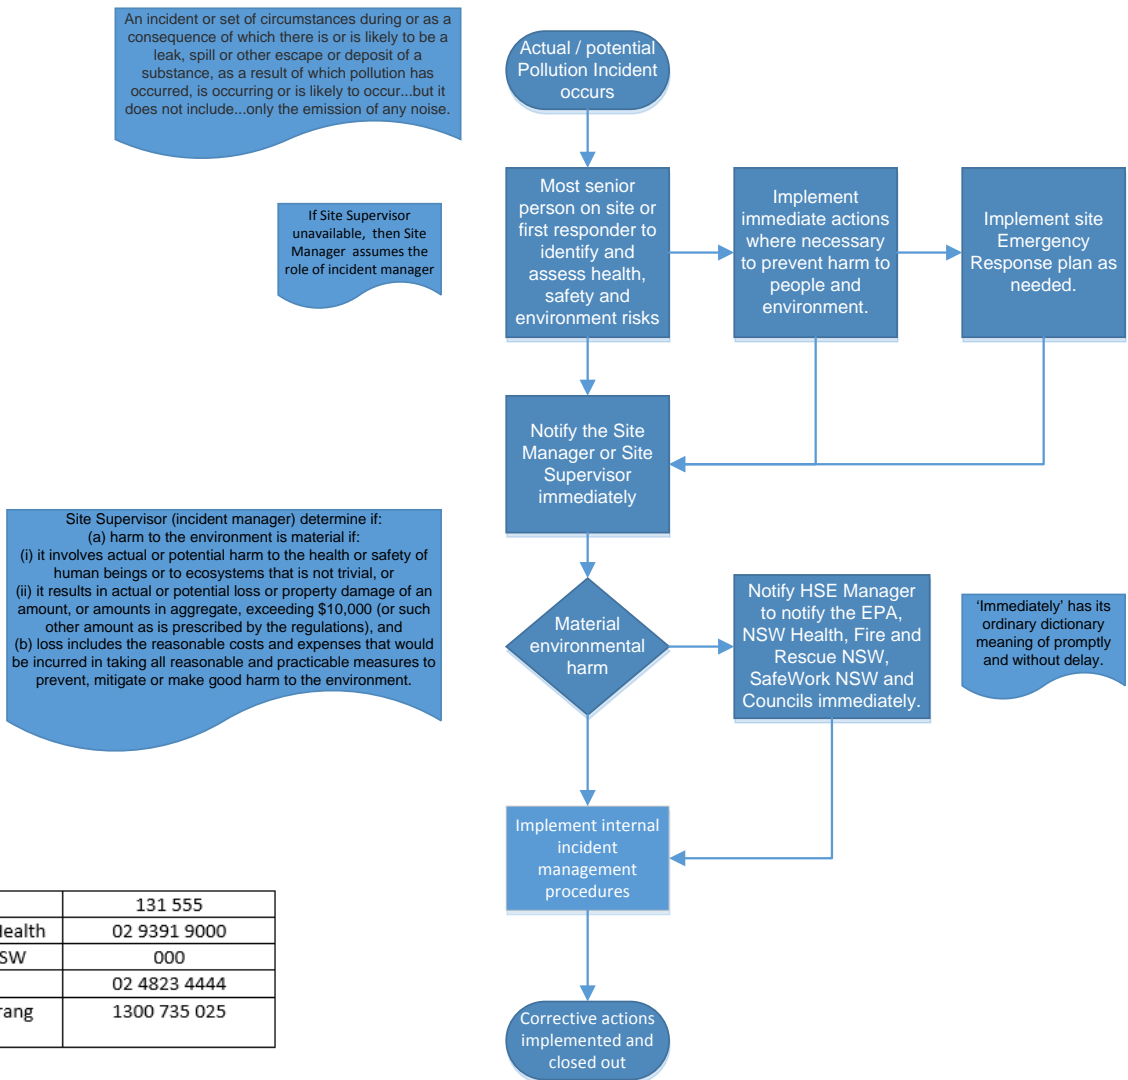 An incident or set of circumstances during or as a
consequence of which there is or is likely to be a
leak, spill or other escape or deposit of a
substance, as a result of which pollution has
occurred, is occurring or is likely to occur...but it
does not include...only the emission of any noise.
Actual / potential
Pollution Incident
occurs
If Site Supervisor
unavailable, then Site
Manager assumes the
role of incident manager
Most senior
person on site or
first responder to
identify and
assess health,
safety and
environment risks
Implement
immediate actions
where necessary
to prevent harm to
people and
environment.
Implement site
Emergency
Response plan as
needed.
Notify the Site
Manager or Site
Supervisor
immediately
Site Supervisor (incident manager) determine if:
(a) harm to the environment is material if:
(i) it involves actual or potential harm to the health or safety of
human beings or to ecosystems that is not trivial, or
(ii) it results in actual or potential loss or property damage of an
amount, or amounts in aggregate, exceeding $10,000 (or such
other amount as is prescribed by the regulations), and
(b) loss includes the reasonable costs and expenses that would
be incurred in taking all reasonable and practicable measures to
prevent, mitigate or make good harm to the environment.
Material
environmental
harm
Notify HSE Manager
to notify the EPA,
NSW Health, Fire and
Rescue NSW,
SafeWork NSW and
Councils immediately.
'Immediately' has its
ordinary dictionary
meaning of promptly
and without delay.
Implement internal
incident
management
procedures
131 555
Health 02 9391 9000
SW 000
02 4823 4444
rang 1300 735 025
Corrective actions
implemented and
closed out